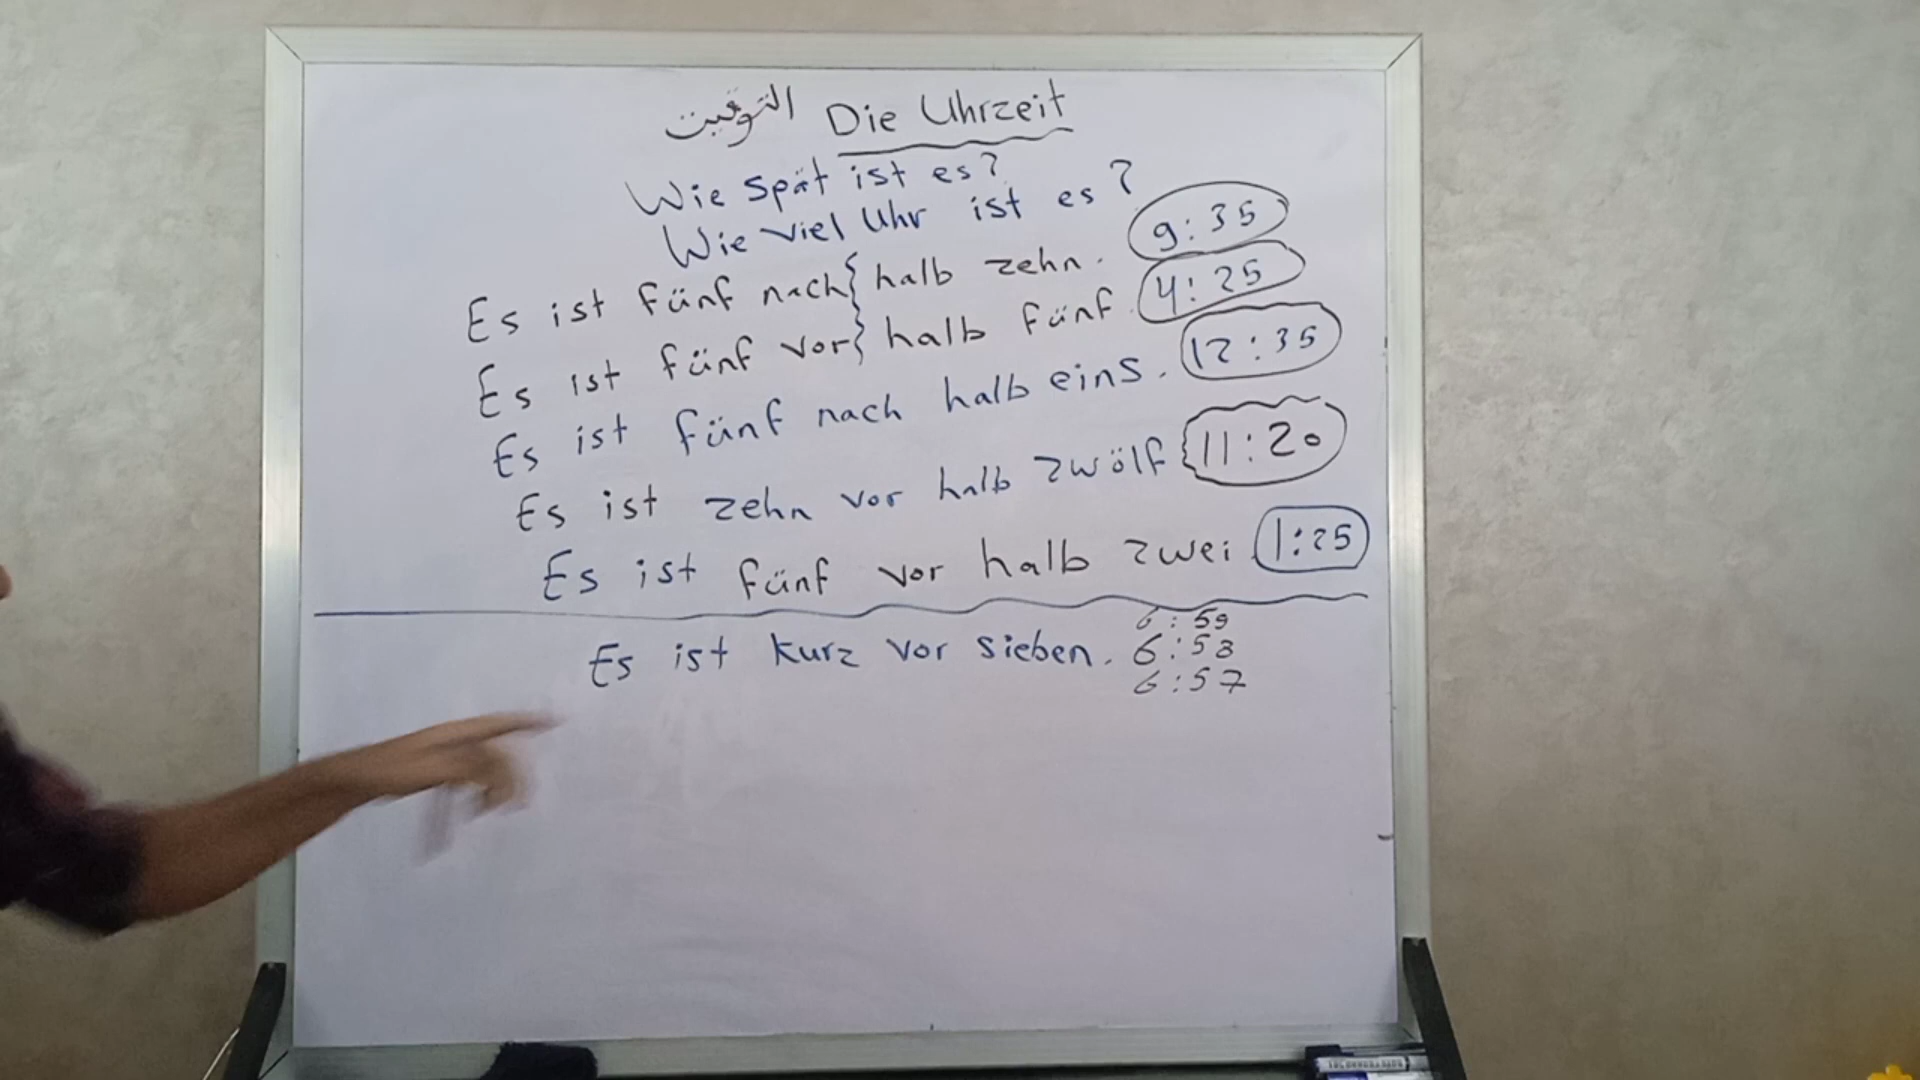 التوقيت Die Uhrzeit
Wie spät ist es?
Wie viel Uhr ist es?
Es ist fünf nach halb zehn. 9:35
Es ist fünf vor halb fünf. 4:25
Es ist fünf nach halb eins. 12:35
Es ist zehn vor halb zwölf 11:20
Es ist fünf vor halb zwei 1:25
6:59
Es ist kurz vor sieben. 6:58
6:57